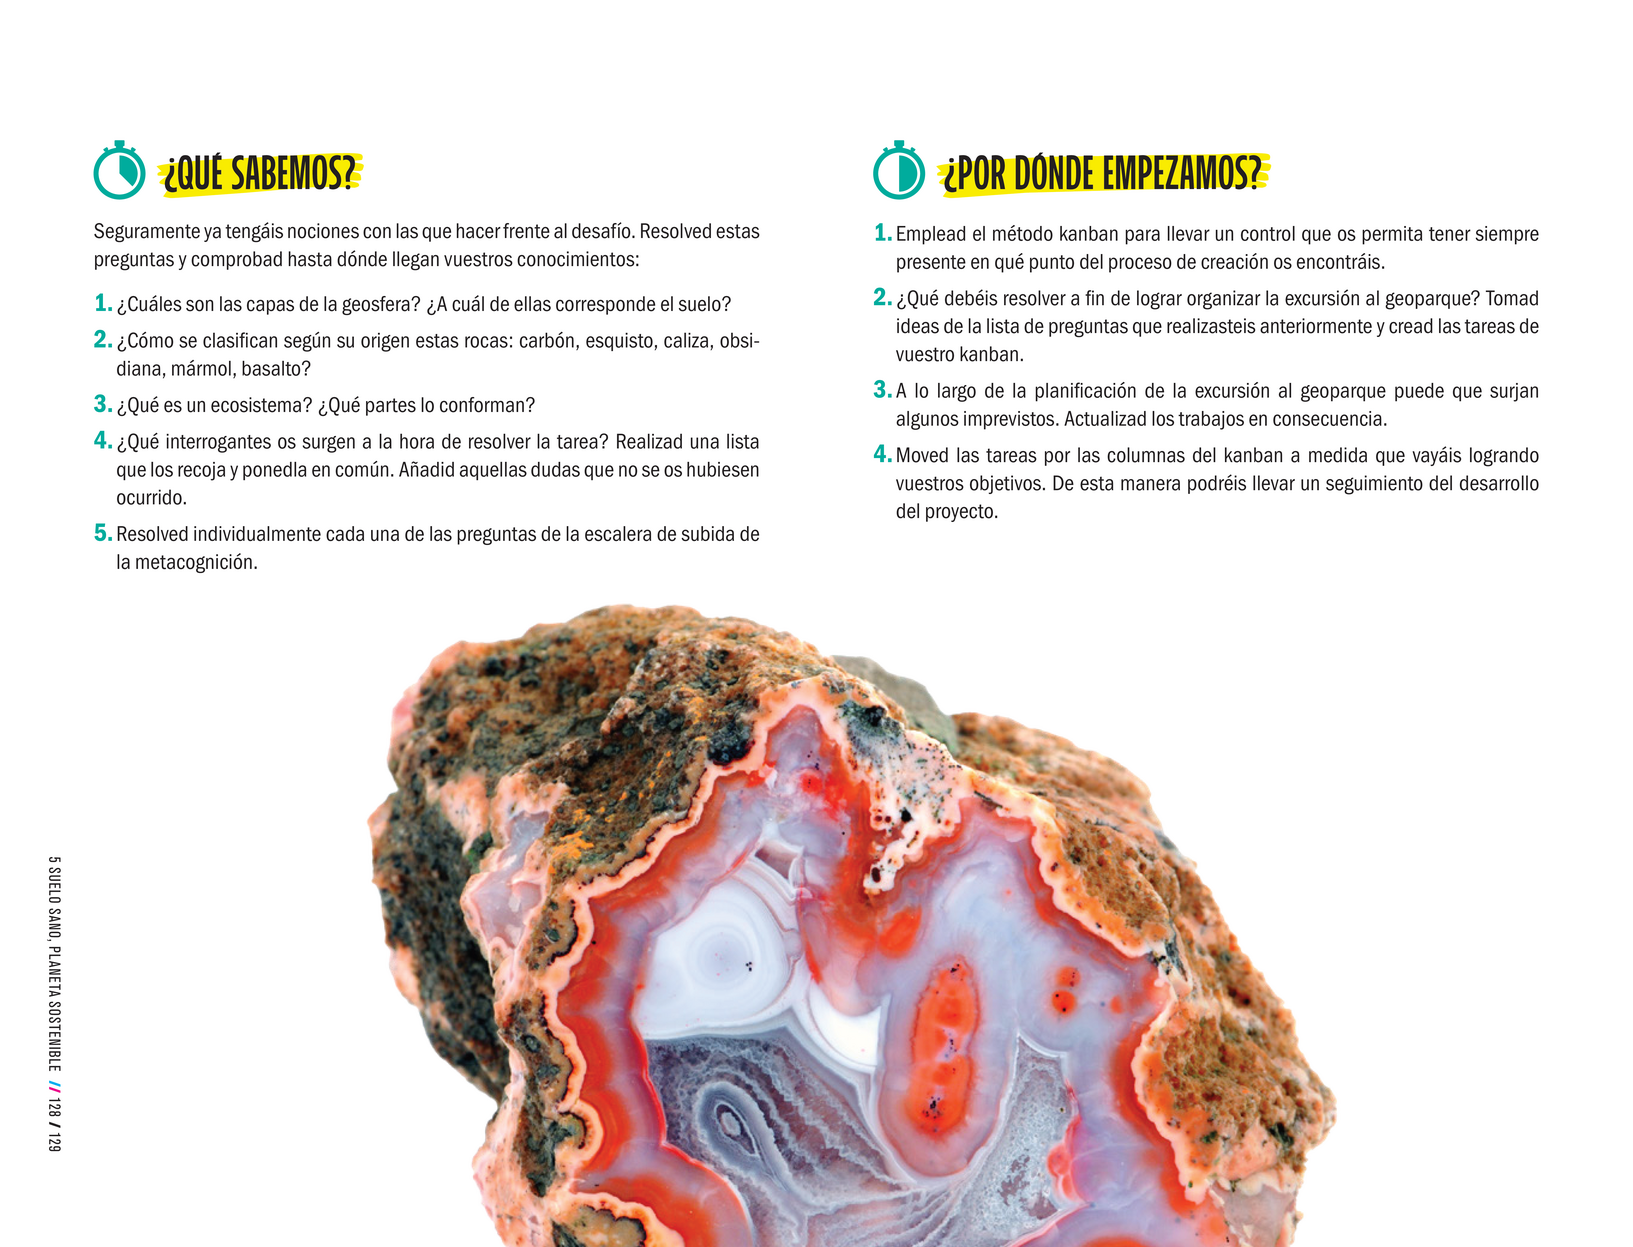 ¿QUÉ SABEMOS?
Seguramente ya tengáis nociones con las que hacer frente al desafío. Resolved estas
preguntas y comprobad hasta dónde llegan vuestros conocimientos:
1. ¿Cuáles son las capas de la geosfera? ¿A cuál de ellas corresponde el suelo?
2. ¿Cómo se clasifican según su origen estas rocas: carbón, esquisto, caliza, obsi-
diana, mármol, basalto?
3. ¿Qué es un ecosistema? ¿Qué partes lo conforman?
4. ¿Qué interrogantes os surgen a la hora de resolver la tarea? Realizad una lista
que los recoja y ponedla en común. Añadid aquellas dudas que no se os hubiesen
ocurrido.
5. Resolved individualmente cada una de las preguntas de la escalera de subida de
la metacognición.
¿POR DÓNDE EMPEZAMOS?
1. Emplead el método kanban para llevar un control que os permita tener siempre
presente en qué punto del proceso de creación os encontráis.
2. ¿Qué debéis resolver a fin de lograr organizar la excursión al geoparque? Tomad
ideas de la lista de preguntas que realizasteis anteriormente y cread las tareas de
vuestro kanban.
3. A lo largo de la planificación de la excursión al geoparque puede que surjan
algunos imprevistos. Actualizad los trabajos en consecuencia.
4. Moved las tareas por las columnas del kanban a medida que vayáis logrando
vuestros objetivos. De esta manera podréis llevar un seguimiento del desarrollo
del proyecto.
5 SUELO SANO, PLANETA SOSTENIBLE // 128 / 129